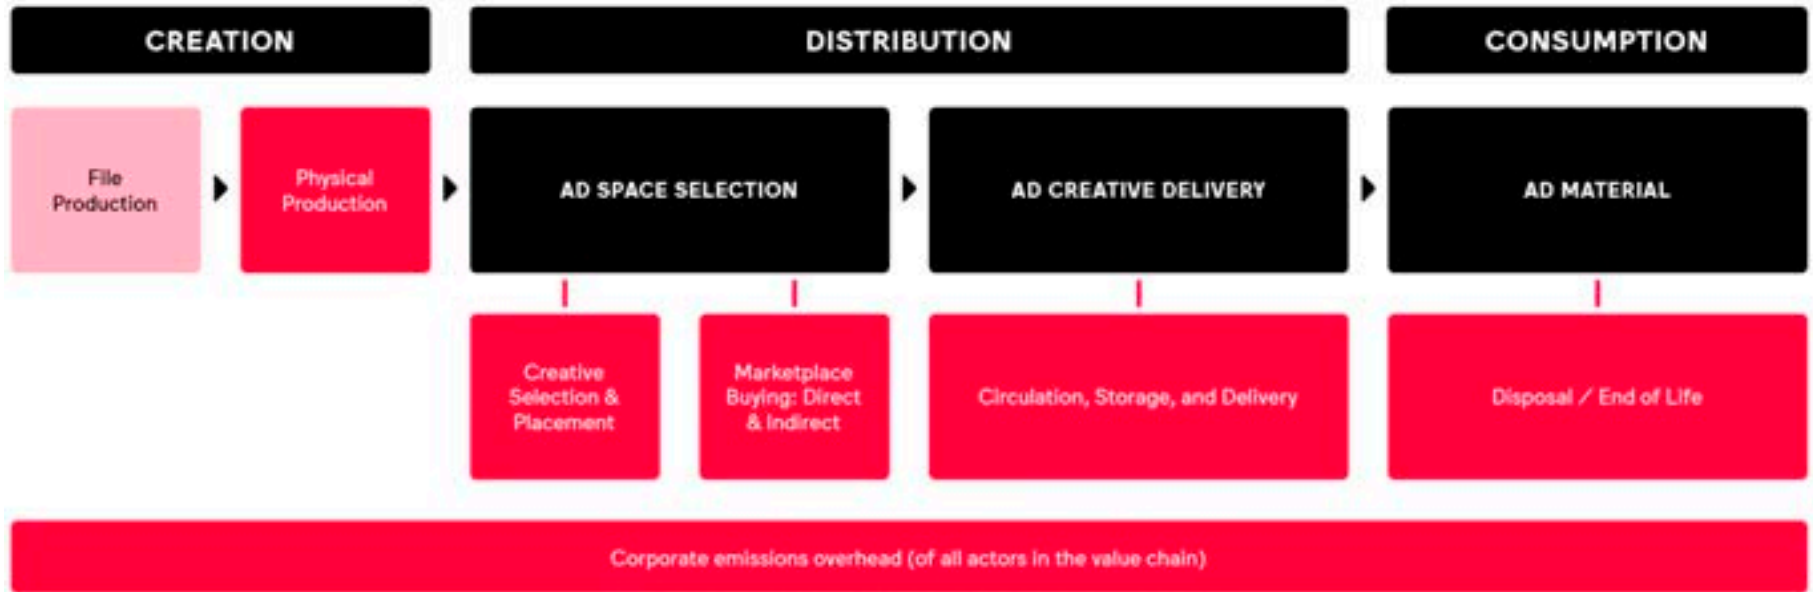 CREATION
DISTRIBUTION
CONSUMPTION
File
Production
Physical
Production
AD SPACE SELECTION
AD CREATIVE DELIVERY
AD MATERIAL
Creative
Selection &
Placement
Marketplace
Buying: Direct
& Indirect
Circulation, Storage, and Delivery
Disposal / End of Life
Corporate emissions overhead (of all actors in the value chain)